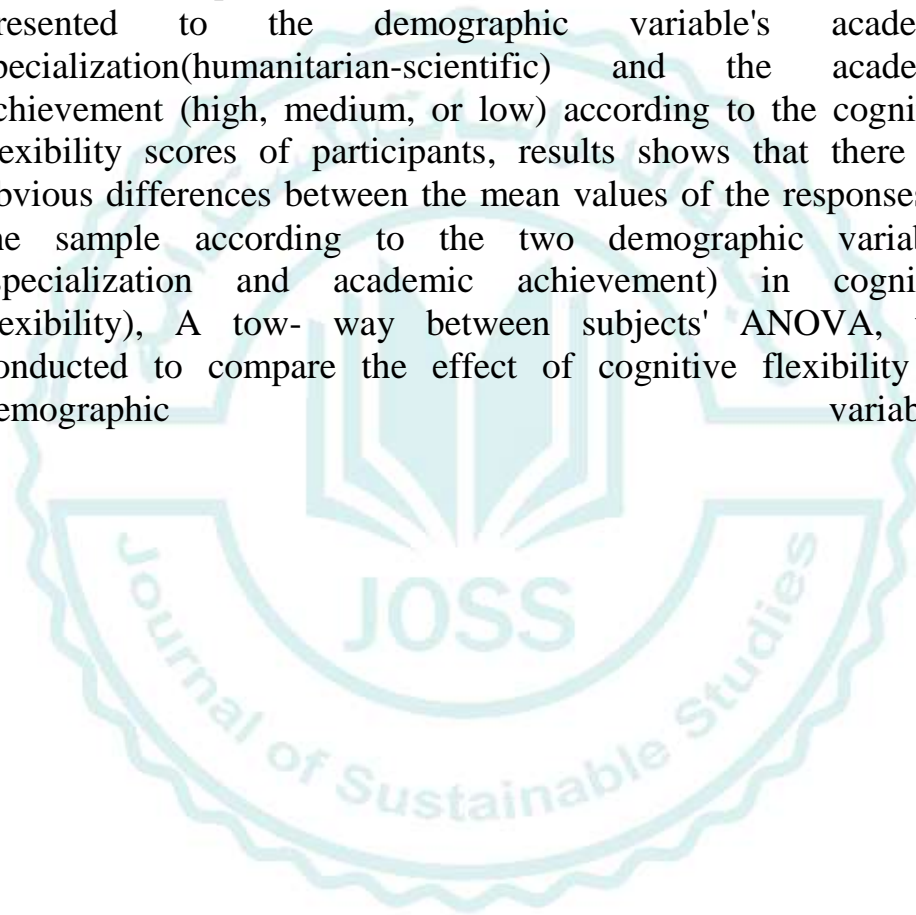 resented to the demographic variable's acade
pecialization(humanitarian-scientific) and the acade
chievement (high, medium, or low) according to the cogni
exibility scores of participants, results shows that there
bvious differences between the mean values of the responses
he sample according to the two demographic variab
specialization and academic achievement) in cogni
exibility), A tow- way between subjects' ANOVA,
onducted to compare the effect of cognitive flexibility
emographic variab
JOSS
Journal of Sustainable Studies